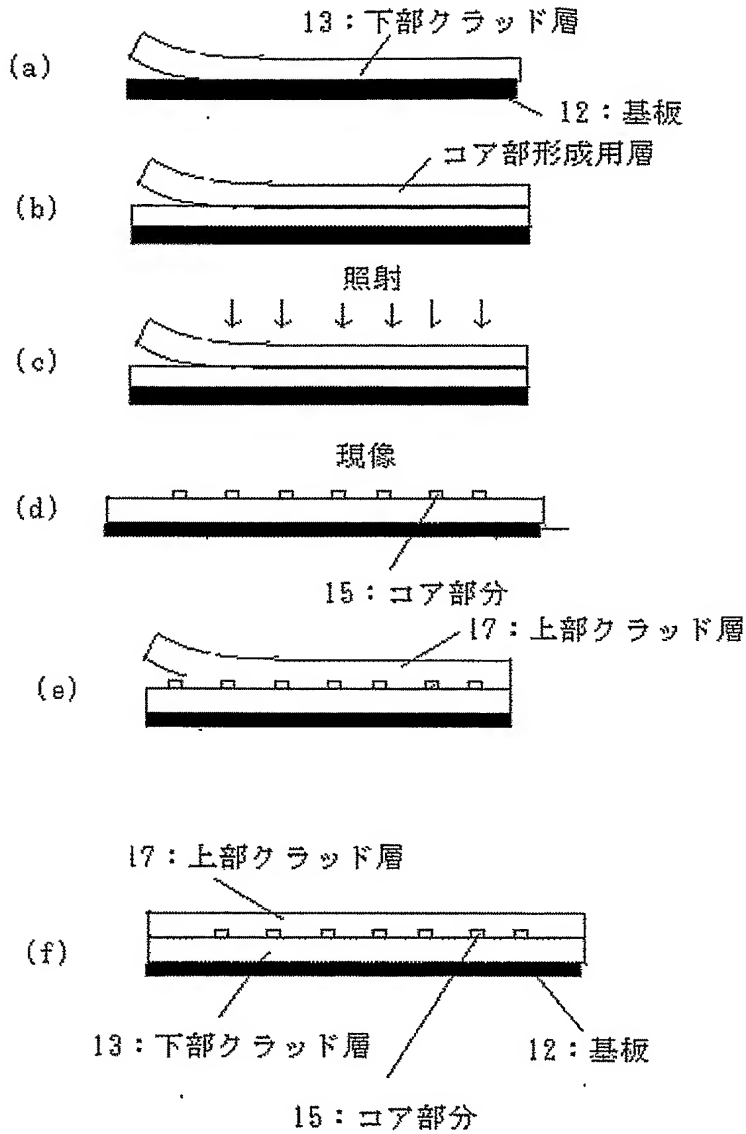 13：下部クラッド層
(a)
12：基板
コア部形成用層
(b)
照射
(c)
現像
(d)
15：コア部分
17：上部クラッド層
(e)
17：上部クラッド層
(f)
13：下部クラッド層
12：基板
15：コア部分